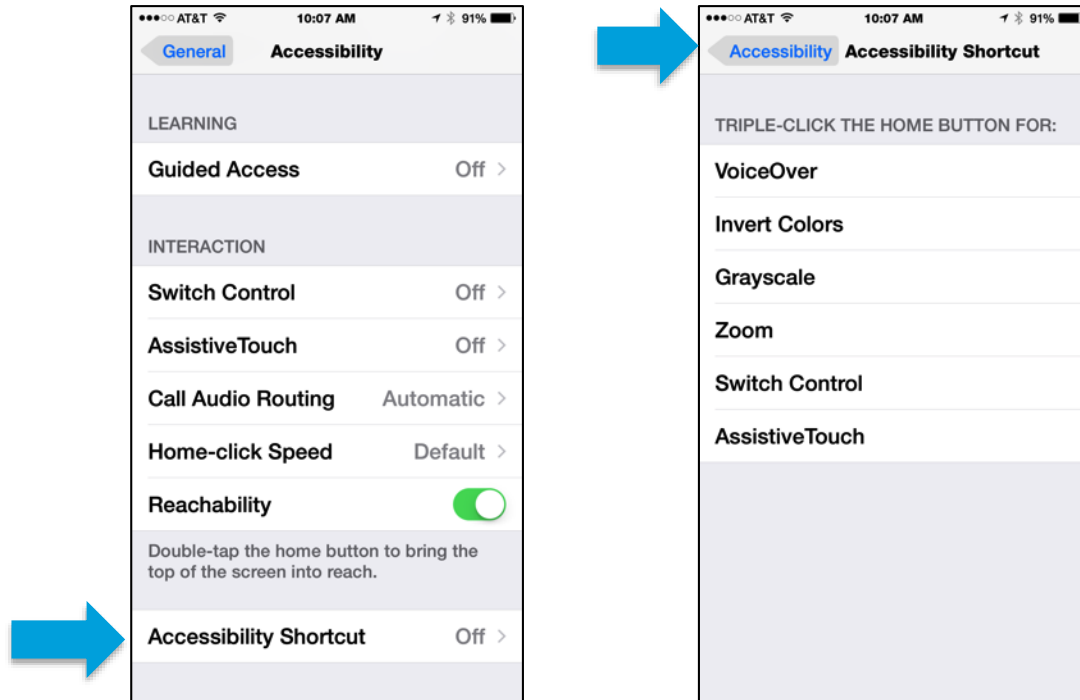 AT&T 10:07 AM 91%
General Accessibility
LEARNING
Guided Access Off
INTERACTION
Switch Control Off
AssistiveTouch Off
Call Audio Routing Automatic
Home-click Speed Default
Reachability
Double-tap the home button to bring the
top of the screen into reach.
Accessibility Shortcut Off
AT&T 10:07 AM 91%
Accessibility Accessibility Shortcut
TRIPLE-CLICK THE HOME BUTTON FOR:
VoiceOver
Invert Colors
Grayscale
Zoom
Switch Control
AssistiveTouch